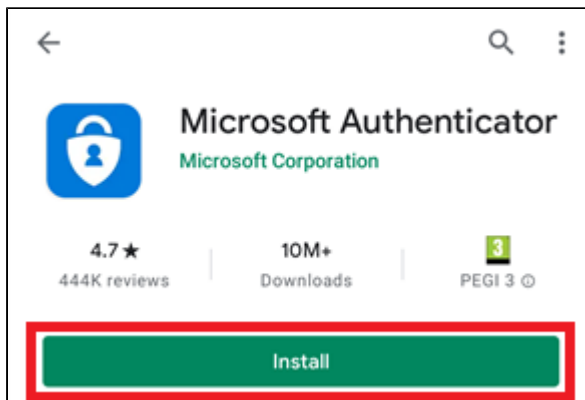 Microsoft Authenticator
Microsoft Corporation
4.7★ 10M+ 3
444K reviews Downloads PEGI 3 ⓘ
Install